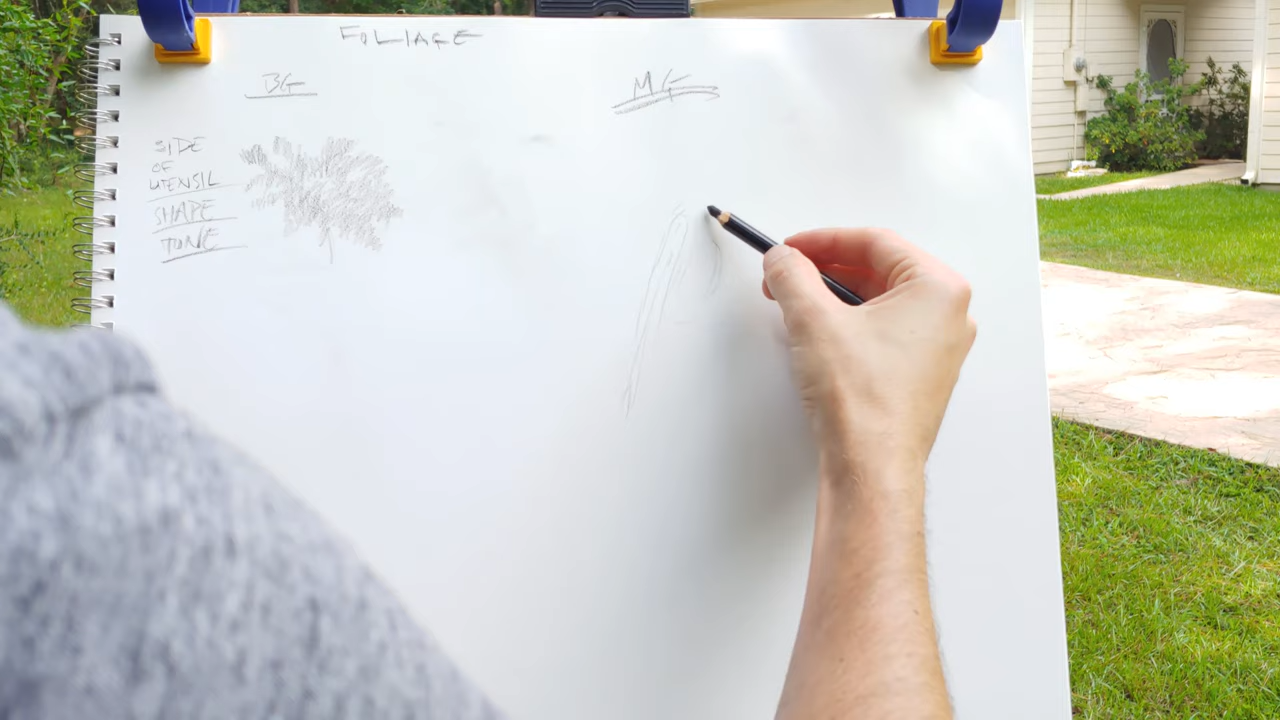 FOLIAGE
BG
MG
SIDE
OF
UTENSIL
SHAPE
TONE